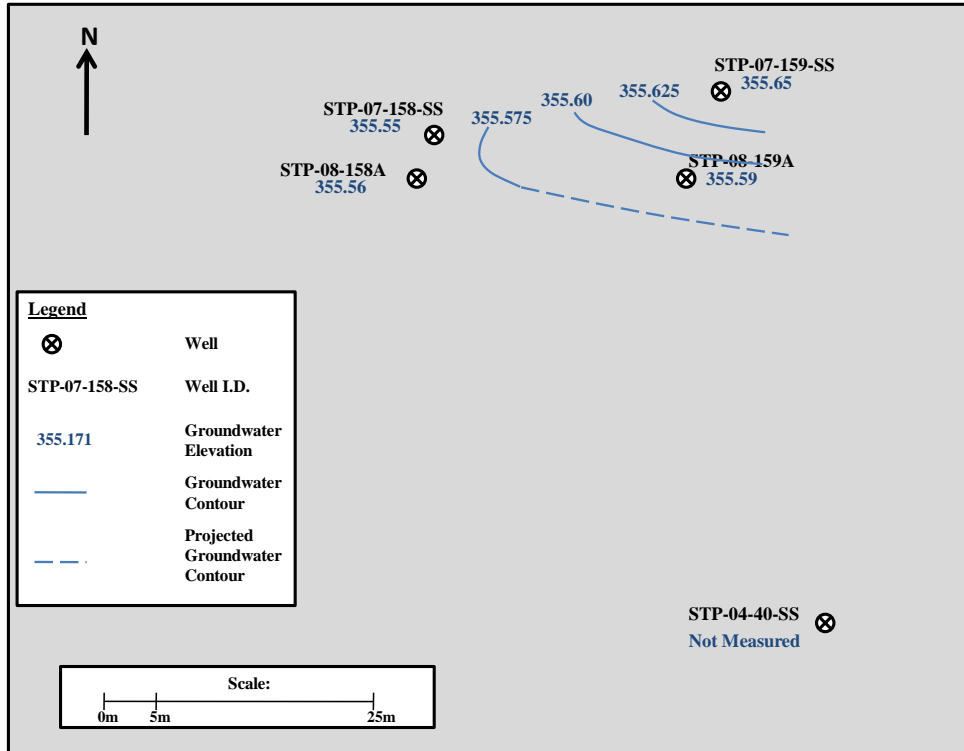 N
STP-07-159-SS
355.65
355.625
355.60
STP-07-158-SS
355.55
355.575
STP-08-158A
355.56
STP-08-159A
355.59
Legend
Well
STP-07-158-SS Well I.D.
355.171 Groundwater
Elevation
Groundwater
Contour
Projected
Groundwater
Contour
STP-04-40-SS
Not Measured
Scale:
0m 5m 25m